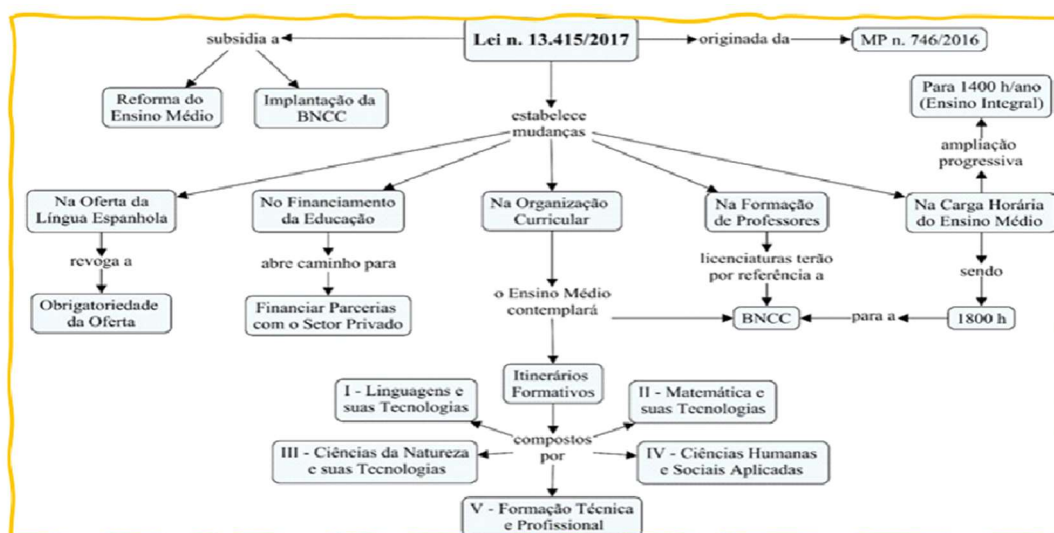 Lei n. 13.415/2017
subsidia a
originada da
MP n. 746/2016
Reforma do
Ensino Médio
Implantação da
BNCC
Para 1400 h/ano
(Ensino Integral)
estabelece
mudanças
ampliação
progressiva
Na Oferta da
Língua Espanhola
No Financiamento
da Educação
Na Organização
Curricular
Na Formação
de Professores
Na Carga Horária
do Ensino Médio
revoga a
abre caminho para
licenciaturas terão
por referência a
sendo
Obrigatoriedade
da Oferta
Financiar Parcerias
com o Setor Privado
o Ensino Médio
contemplará
BNCC
para a
1800 h
Itinerários
Formativos
I - Linguagens e
suas Tecnologias
II - Matemática e
suas Tecnologias
compostos
por
III - Ciências da Natureza
e suas Tecnologias
IV - Ciências Humanas
e Sociais Aplicadas
V - Formação Técnica
e Profissional